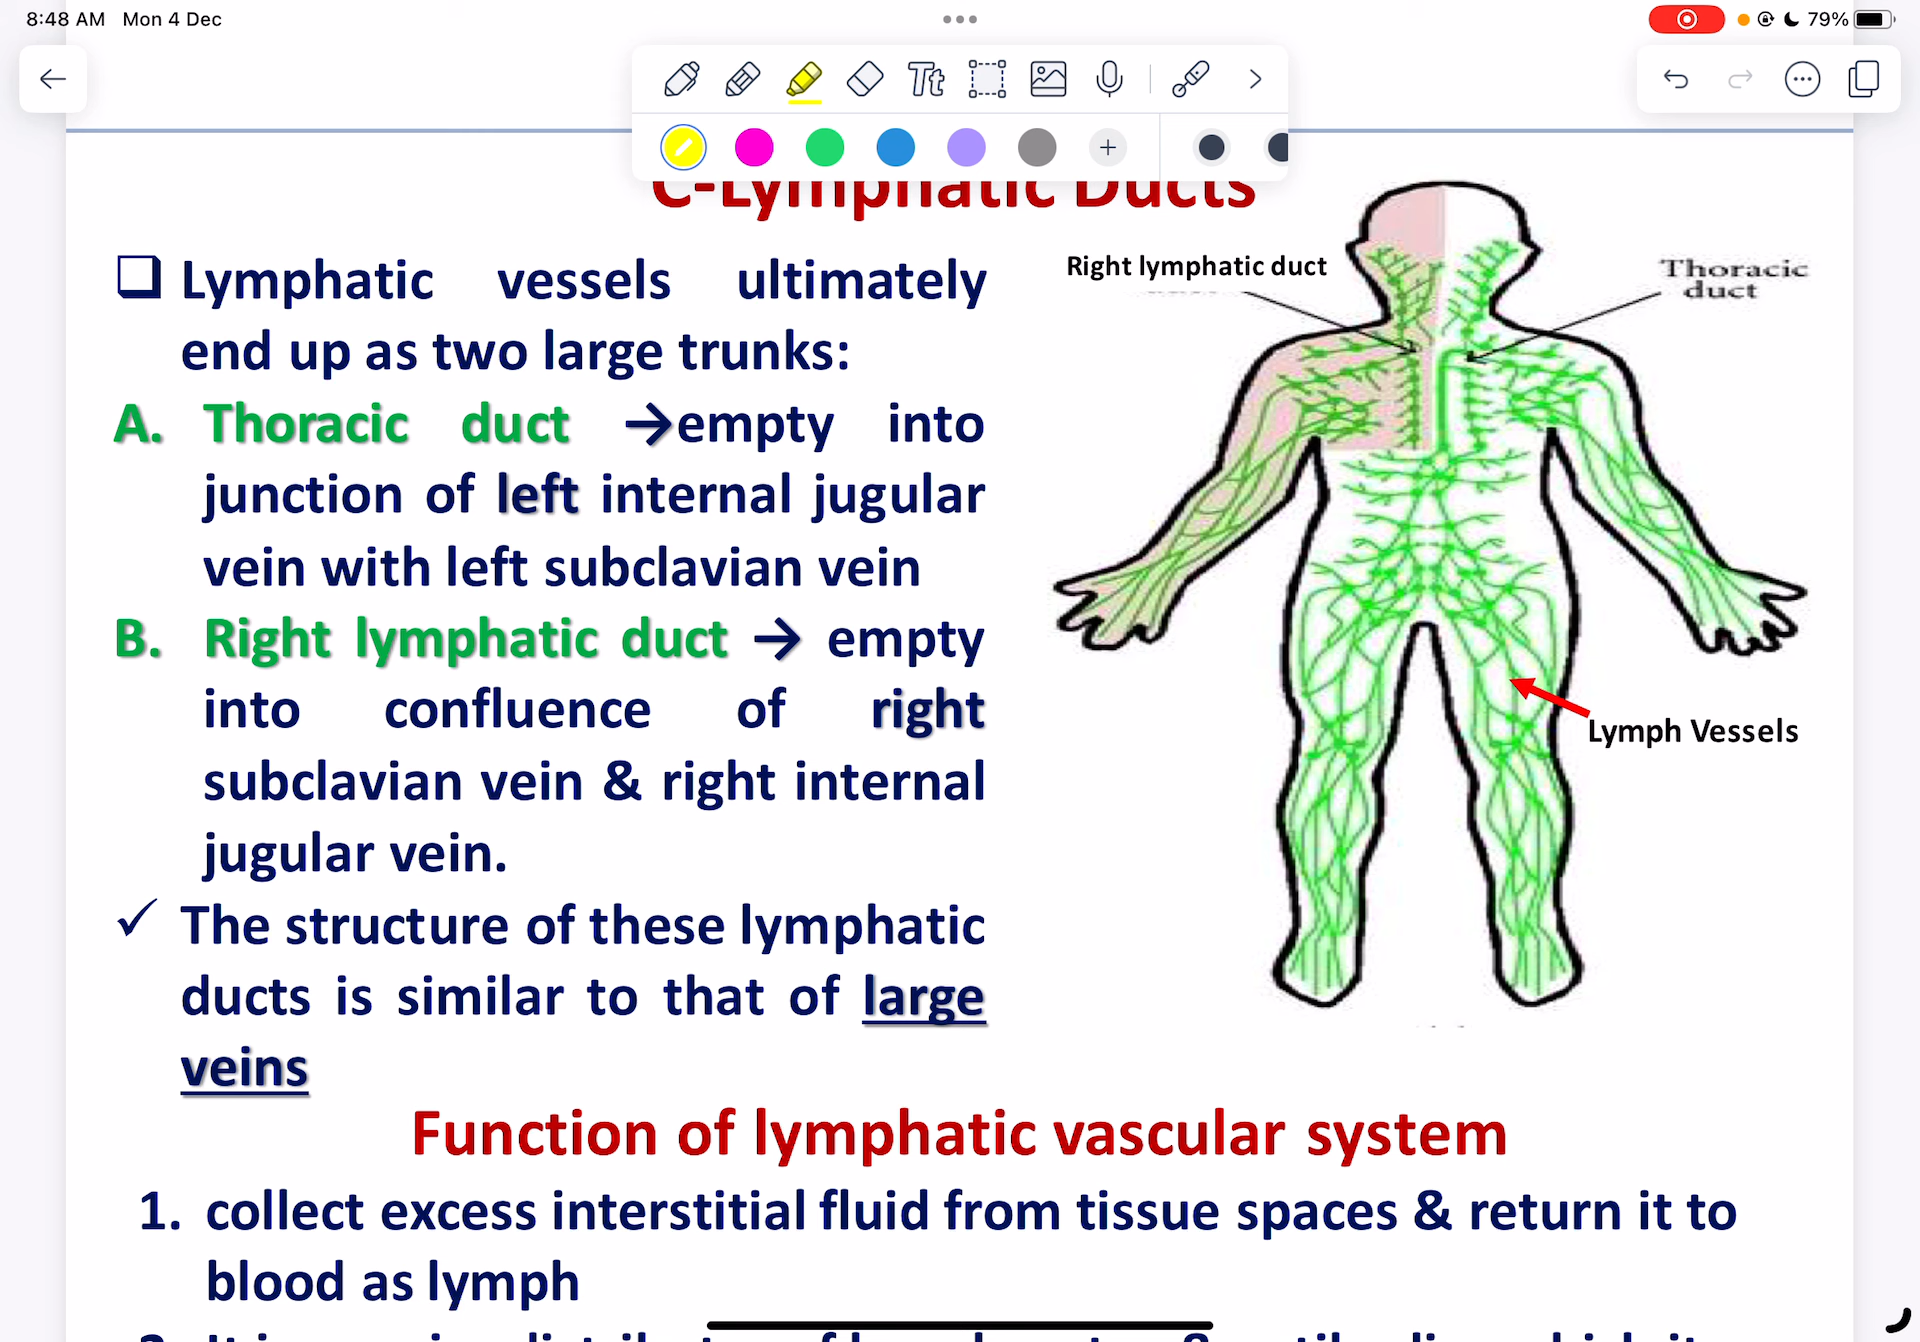 8:48 AM Mon 4 Dec
79%
Tt
C-Lymphatic Ducts
Right lymphatic duct
Thoracic
duct
❑ Lymphatic vessels ultimately
end up as two large trunks:
A. Thoracic duct →empty into
junction of left internal jugular
vein with left subclavian vein
B. Right lymphatic duct → empty
into confluence of right
subclavian vein & right internal
jugular vein.
Lymph Vessels
✓ The structure of these lymphatic
ducts is similar to that of large
veins
Function of lymphatic vascular system
1. collect excess interstitial fluid from tissue spaces & return it to
blood as lymph